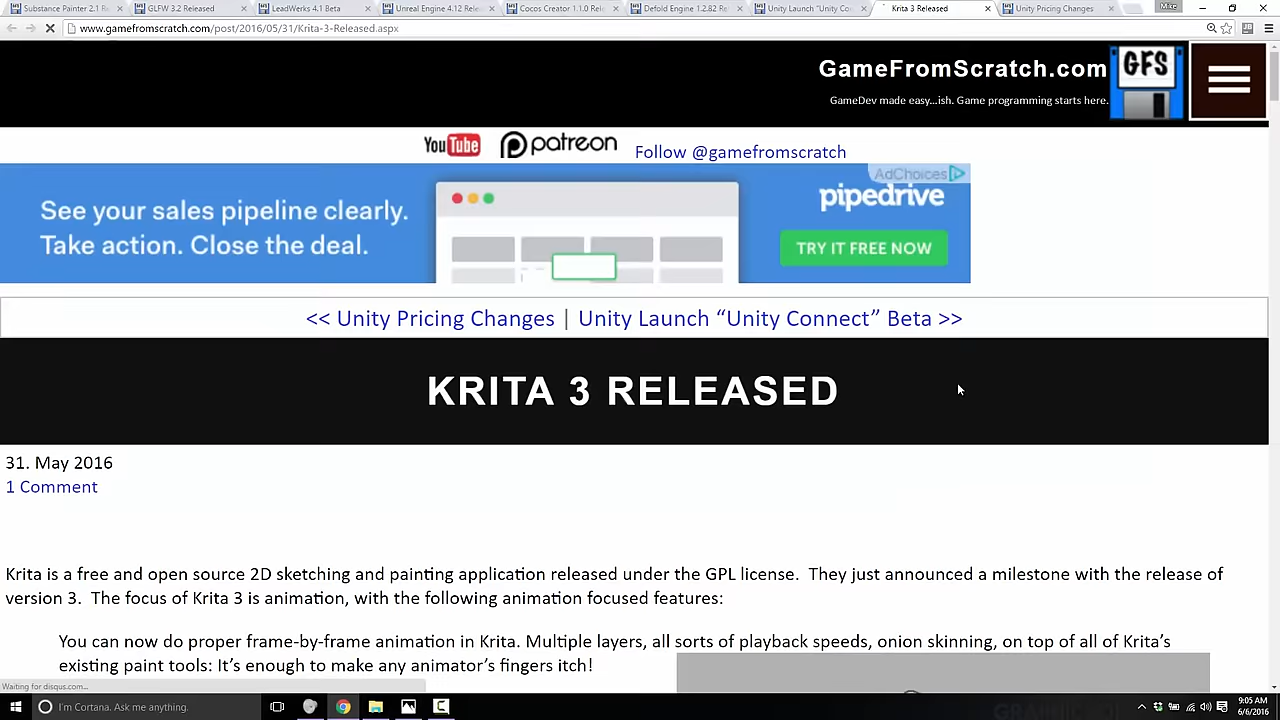 Substance Painter 2.1 R
GLFW 3.2 Released
LeadWerks 4.1 Beta
Unreal Engine 4.12 Rele
Cocos Creator 1.1.0 Rele
Defold Engine 1.2.8
Unity Launch "Unity Con
Krita 3 Released
Unity Pricing Changes
Mike
www.gamefromscratch.com/post/2016/05/31/Krita-3-Released.aspx
GameFromScratch.com
GFS
GameDev made easy...ish. Game programming starts here.
YouTube
patreon
Follow @gamefromscratch
AdChoices
See your sales pipeline clearly.
Take action. Close the deal.
pipedrive
TRY IT FREE NOW
<< Unity Pricing Changes | Unity Launch “Unity Connect” Beta >>
KRITA 3 RELEASED
31. May 2016
1 Comment
Krita is a free and open source 2D sketching and painting application released under the GPL license.  They just announced a milestone with the release of
version 3.  The focus of Krita 3 is animation, with the following animation focused features:
You can now do proper frame-by-frame animation in Krita. Multiple layers, all sorts of playback speeds, onion skinning, on top of all of Krita’s
existing paint tools: It’s enough to make any animator’s fingers itch!
Waiting for disqus.com...
I'm Cortana. Ask me anything.
9:05 AM
6/6/2016